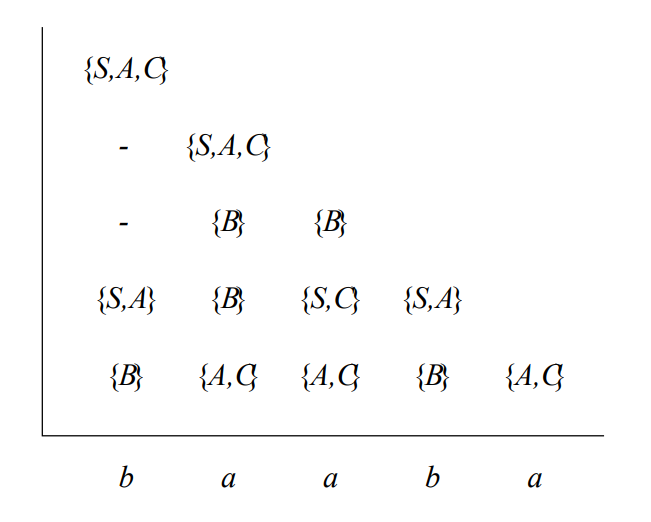 {S,A,C}
- {S,A,C}
- {B} {B}
{S,A} {B} {S,C} {S,A}
{B} {A,C} {A,C} {B} {A,C}
b a a b a